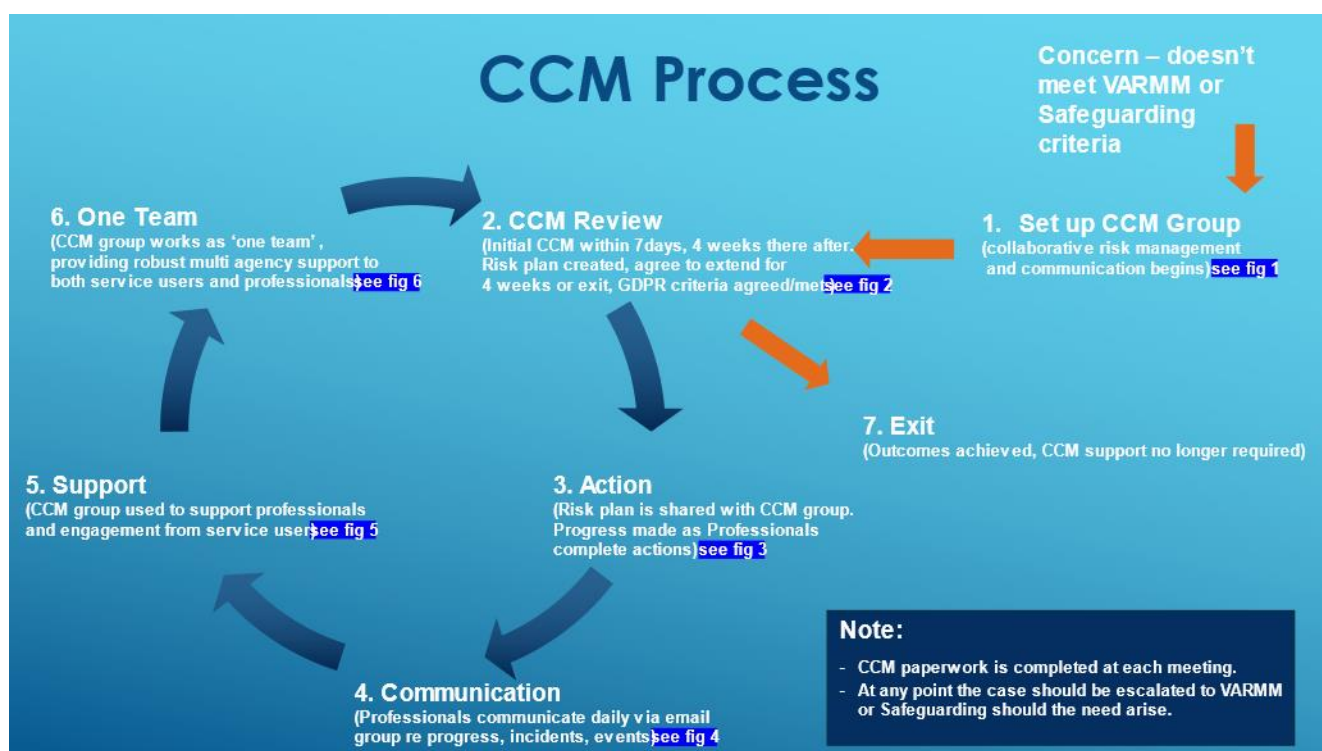 CCM Process
Concern – doesn't
meet VARMM or
Safeguarding
criteria
1. Set up CCM Group
(collaborative risk management
and communication begins)see fig 1
2. CCM Review
(Initial CCM within 7days, 4 weeks there after.
Risk plan created, agree to extend for
4 weeks or exit, GDPR criteria agreed/mets)see fig 2
3. Action
(Risk plan is shared with CCM group.
Progress made as Professionals
complete actions)see fig 3
4. Communication
(Professionals communicate daily via email
group re progress, incidents, events)see fig 4
5. Support
(CCM group used to support professionals
and engagement from service user)see fig 5
6. One Team
(CCM group works as 'one team' ,
providing robust multi agency support to
both service users and professionals)see fig 6
7. Exit
(Outcomes achieved, CCM support no longer required)
Note:
- CCM paperwork is completed at each meeting.
- At any point the case should be escalated to VARMM
or Safeguarding should the need arise.